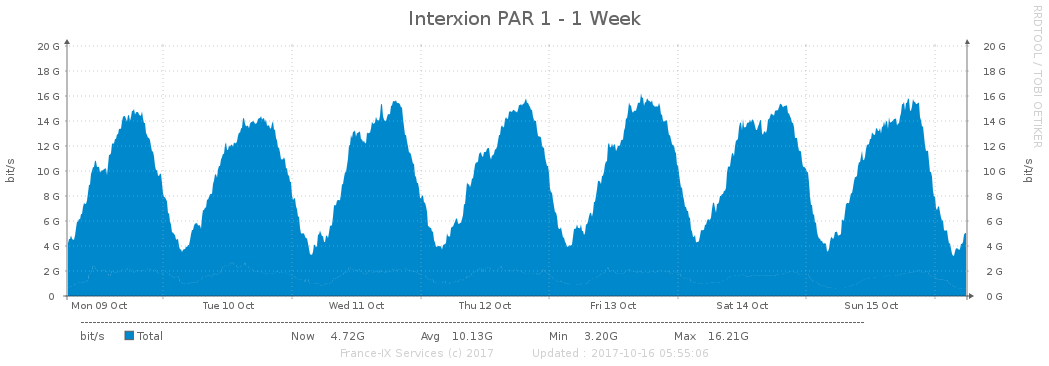 Interxion PAR 1 - 1 Week
RRDTOOL / TOBI OETIKER
20 G 20 G
18 G 18 G
16 G 16 G
14 G 14 G
12 G 12 G
10 G 10 G
8 G 8 G
6 G 6 G
4 G 4 G
2 G 2 G
0 0 G
bit/s
bit/s
Mon 09 Oct Tue 10 Oct Wed 11 Oct Thu 12 Oct Fri 13 Oct Sat 14 Oct Sun 15 Oct
bit/s Total Now 4.72G Avg 10.13G Min 3.20G Max 16.21G
France-IX Services (c) 2017 Updated : 2017-10-16 05:55:06